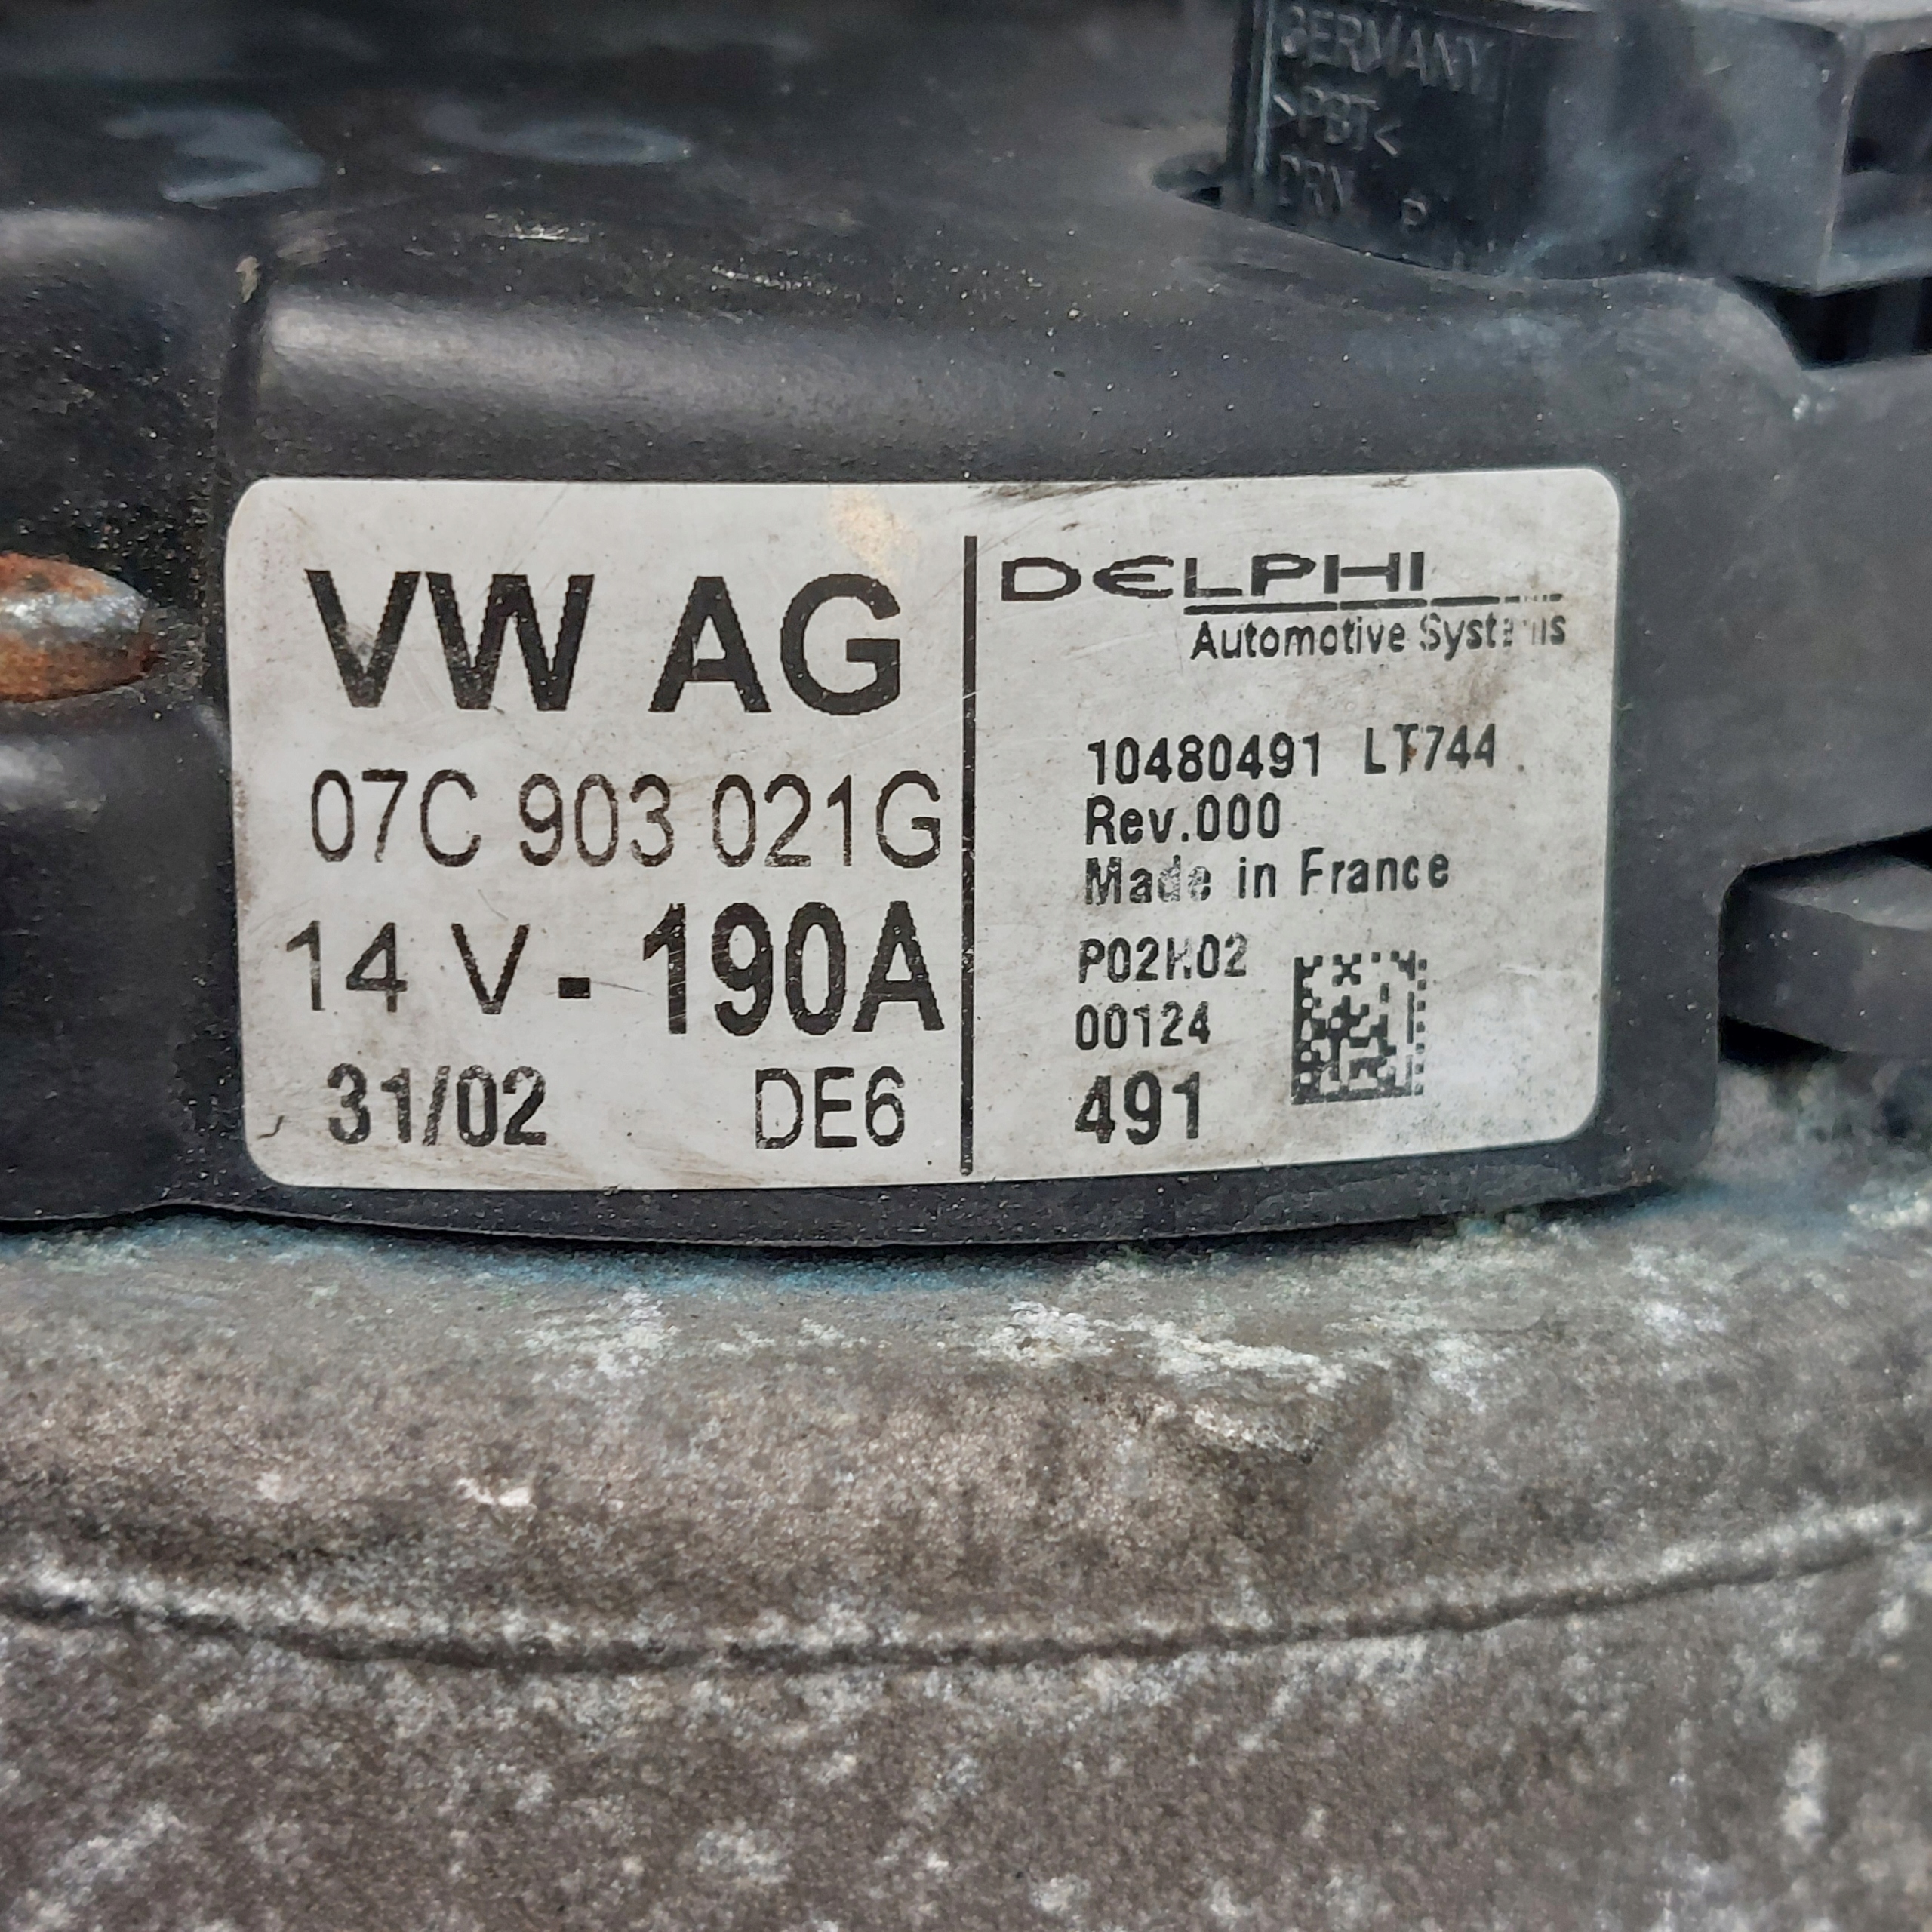 GERMANY
>PBT<
VW AG
07C 903 021G
14 V - 190A
31/02 DE6
DELPHI
Automotive Systems
10480491 LT744
Rev.000
Made in France
00124
491